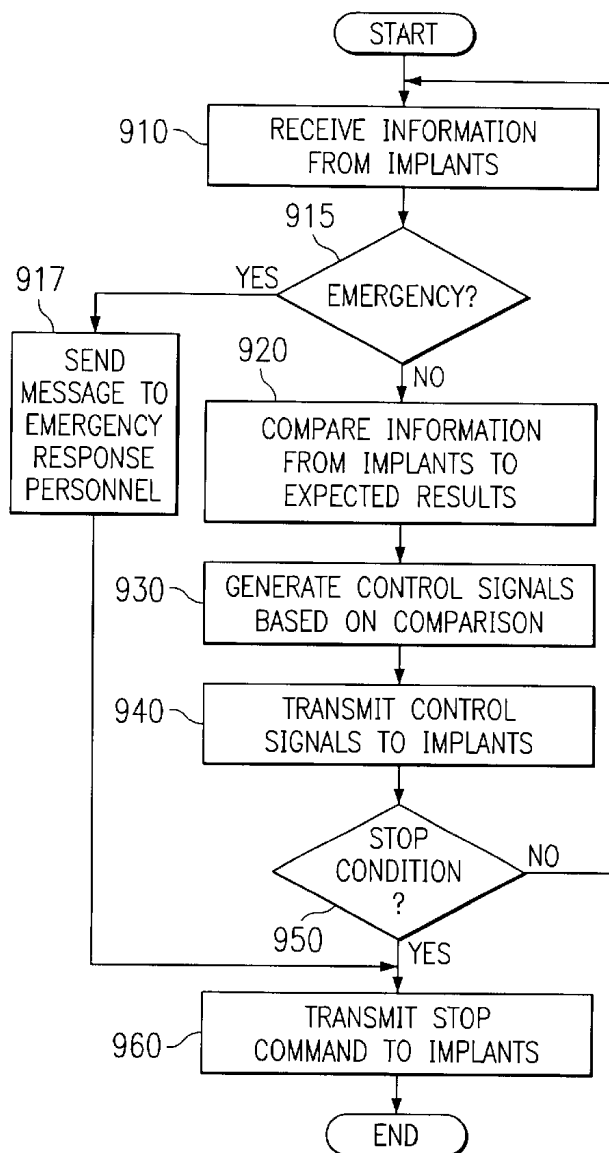 START
910
RECEIVE INFORMATION
FROM IMPLANTS
915
EMERGENCY?
YES
917
SEND
MESSAGE TO
EMERGENCY
RESPONSE
PERSONNEL
NO
920
COMPARE INFORMATION
FROM IMPLANTS TO
EXPECTED RESULTS
930
GENERATE CONTROL SIGNALS
BASED ON COMPARISON
940
TRANSMIT CONTROL
SIGNALS TO IMPLANTS
STOP
CONDITION
?
NO
950
YES
960
TRANSMIT STOP
COMMAND TO IMPLANTS
END